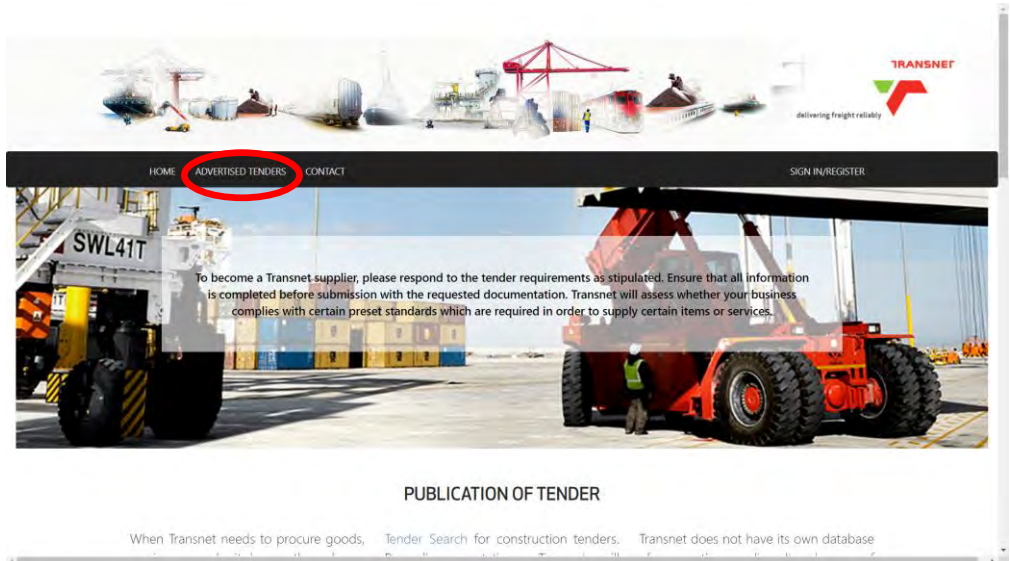 TRANSNET
delivering freight reliably
HOME ADVERTISED TENDERS CONTACT SIGN IN/REGISTER
SWL41T
To become a Transnet supplier, please respond to the tender requirements as stipulated. Ensure that all information
is completed before submission with the requested documentation. Transnet will assess whether your business
complies with certain preset standards which are required in order to supply certain items or services.
PUBLICATION OF TENDER
When Transnet needs to procure goods,
Tender Search for construction tenders.
Transnet does not have its own database